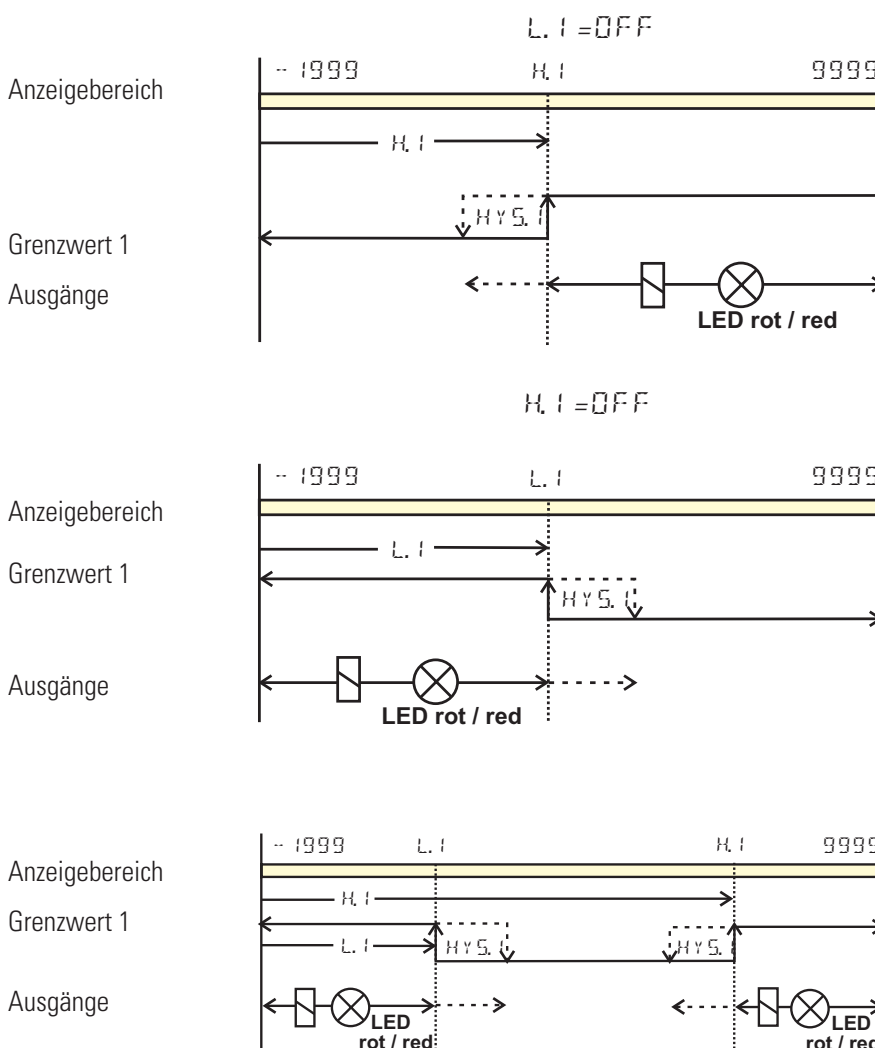 L.1 =OFF
-1999 H.1 9999
Anzeigebereich
H.1
HYS.1
Grenzwert 1
Ausgänge
LED rot / red
H.1 =OFF
-1999 L.1 9999
Anzeigebereich
L.1
Grenzwert 1
HYS.1
Ausgänge
LED rot / red
-1999 L.1 H.1 9999
Anzeigebereich
H.1
Grenzwert 1
L.1 HYS.1 HYS.1
Ausgänge
LED LED
rot / red rot / red